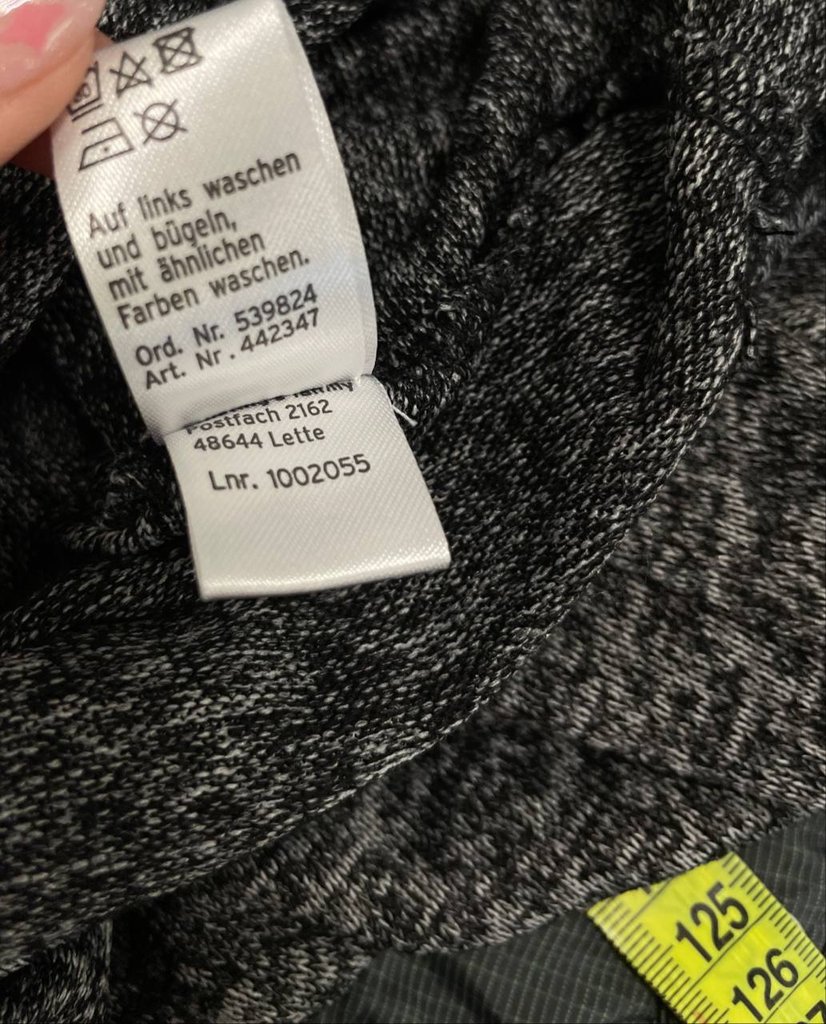 Auf links waschen
und bügeln,
mit ähnlichen
Farben waschen.
Ord. Nr. 539824
Art. Nr. 442347
Postfach 2162
48644 Lette
Lnr. 1002055
125
126